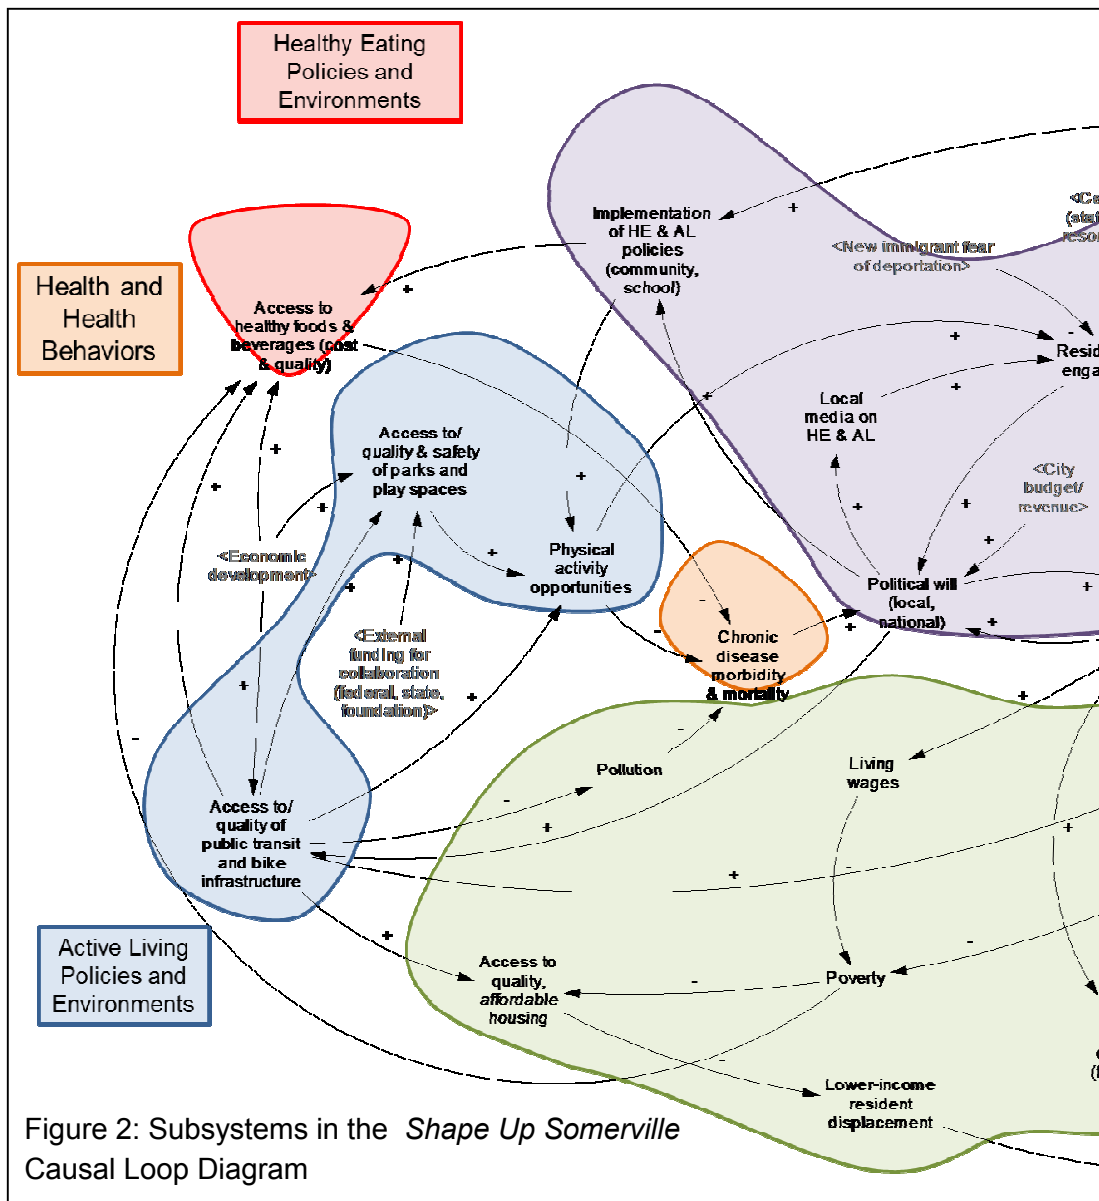 Healthy Eating
Policies and
Environments
Health and
Health
Behaviors
Implementation
of HE & AL
policies
(community,
school)
<New immigrant fear
of deportation>
Access to
healthy foods &
beverages (cost
& quality)
Local
media on
HE & AL
Access to/
quality & safety
of parks and
play spaces
<City
budget/
revenue>
<Economic
development>
Physical
activity
opportunities
Political will
(local,
national)
<External
funding for
collaboration
(federal, state,
foundation)>
Chronic
disease
morbidity
& mortality
Pollution
Living
wages
Access to/
quality of
public transit
and bike
infrastructure
Active Living
Policies and
Environments
Access to
quality,
affordable
housing
Poverty
Lower-income
resident
displacement
Figure 2: Subsystems in the Shape Up Somerville
Causal Loop Diagram